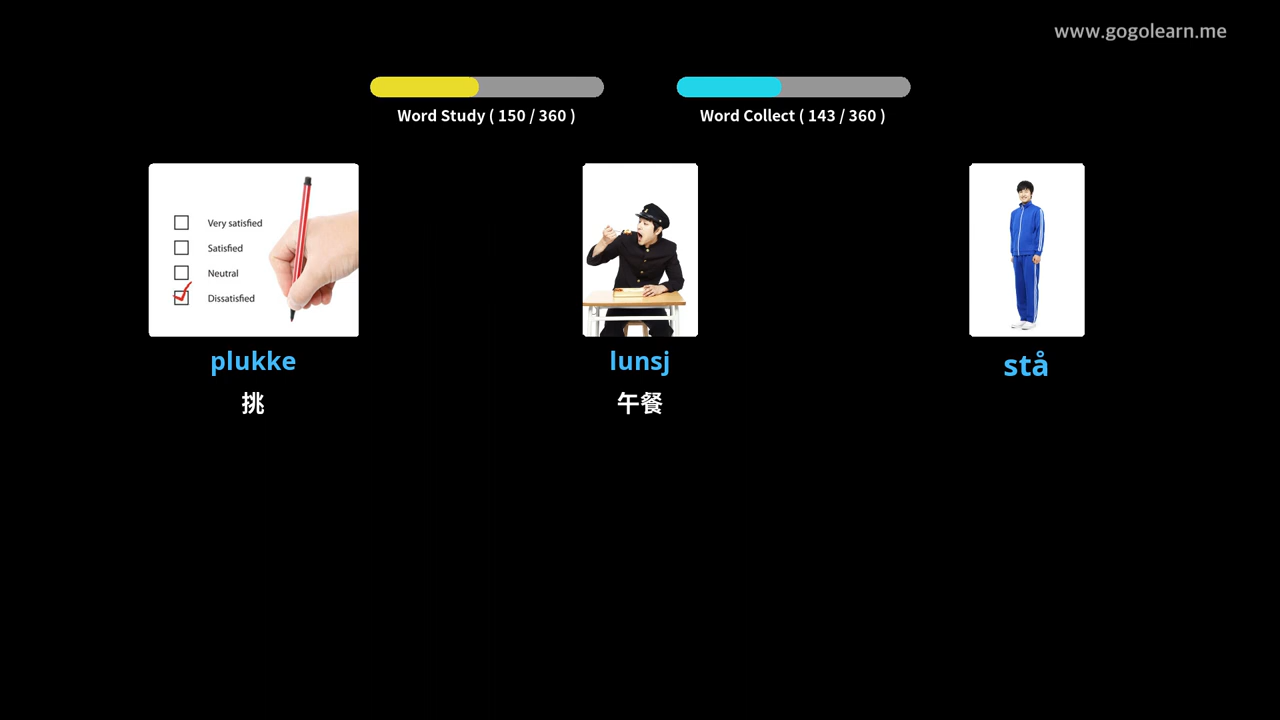 www.gogolearn.me
Word Study ( 150 / 360 )
Word Collect ( 143 / 360 )
Very satisfied
Satisfied
Neutral
Dissatisfied
plukke
挑
lunsj
午餐
stå